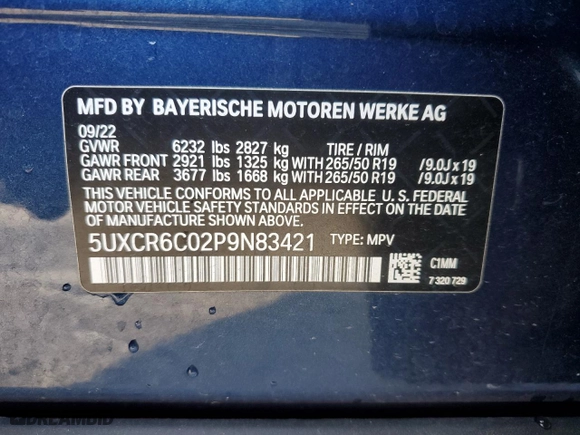 MFD BY BAYERISCHE MOTOREN WERKE AG
09/22
GVWR 6232 lbs 2827 kg TIRE / RIM
GAWR FRONT 2921 lbs 1325 kg WITH 265/50 R19 /9.0J x 19
GAWR REAR 3677 lbs 1668 kg WITH 265/50 R19 /9.0J x 19
THIS VEHICLE CONFORMS TO ALL APPLICABLE U. S. FEDERAL
MOTOR VEHICLE SAFETY STANDARDS IN EFFECT ON THE DATE
OF MANUFACTURE SHOWN ABOVE.
5UXCR6C02P9N83421 TYPE: MPV
C1MM
7 320 729
DREAMBID